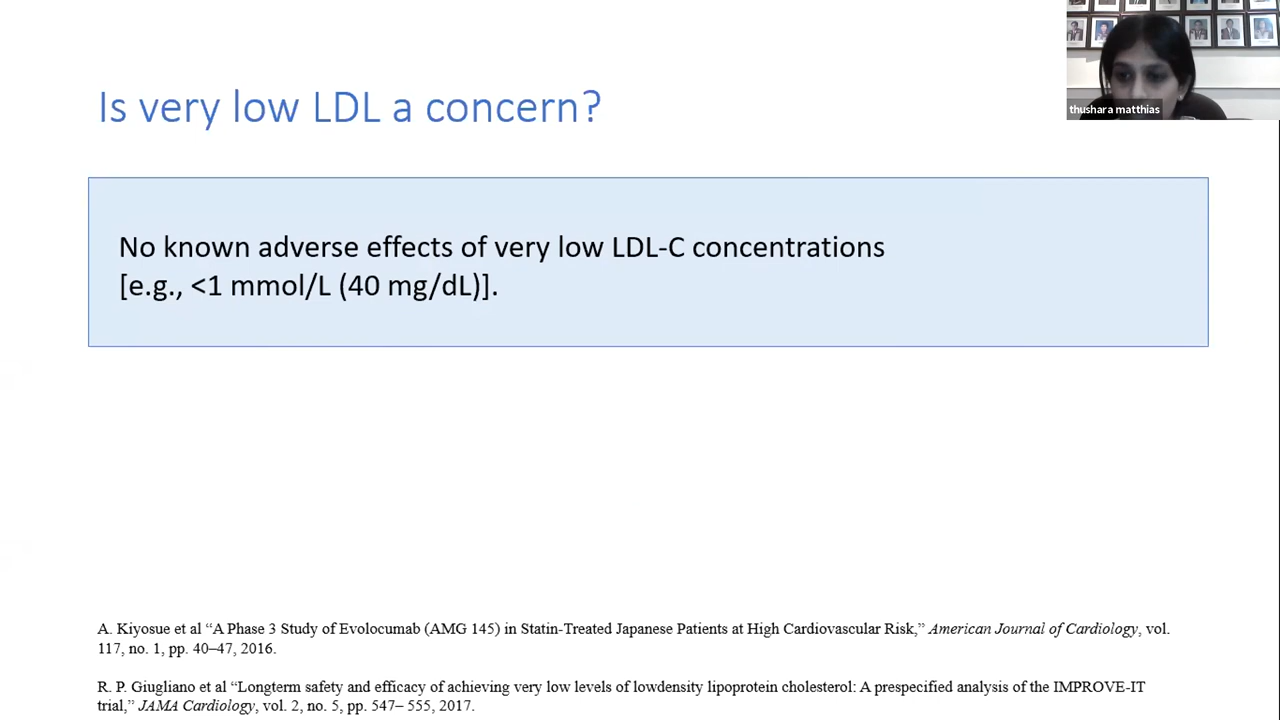 Is very low LDL a concern?
thushara matthias
No known adverse effects of very low LDL-C concentrations
[e.g., <1 mmol/L (40 mg/dL)].
A. Kiyosue et al “A Phase 3 Study of Evolocumab (AMG 145) in Statin-Treated Japanese Patients at High Cardiovascular Risk,” American Journal of Cardiology, vol.
117, no. 1, pp. 40–47, 2016.
R. P. Giugliano et al “Longterm safety and efficacy of achieving very low levels of lowdensity lipoprotein cholesterol: A prespecified analysis of the IMPROVE-IT
trial,” JAMA Cardiology, vol. 2, no. 5, pp. 547– 555, 2017.